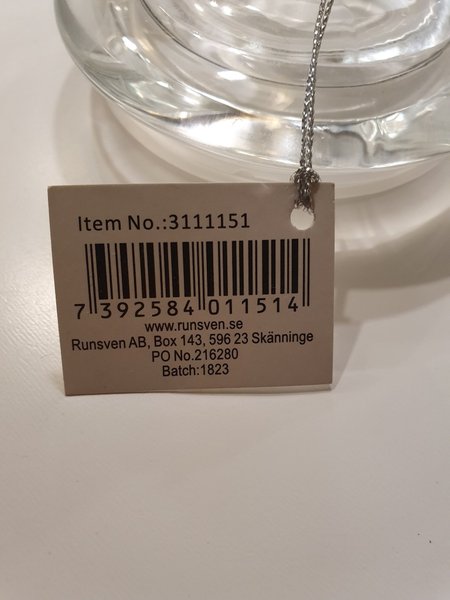 Item No.:3111151
7 392584 011514
www.runsven.se
Runsven AB, Box 143, 596 23 Skänninge
PO No.216280
Batch:1823